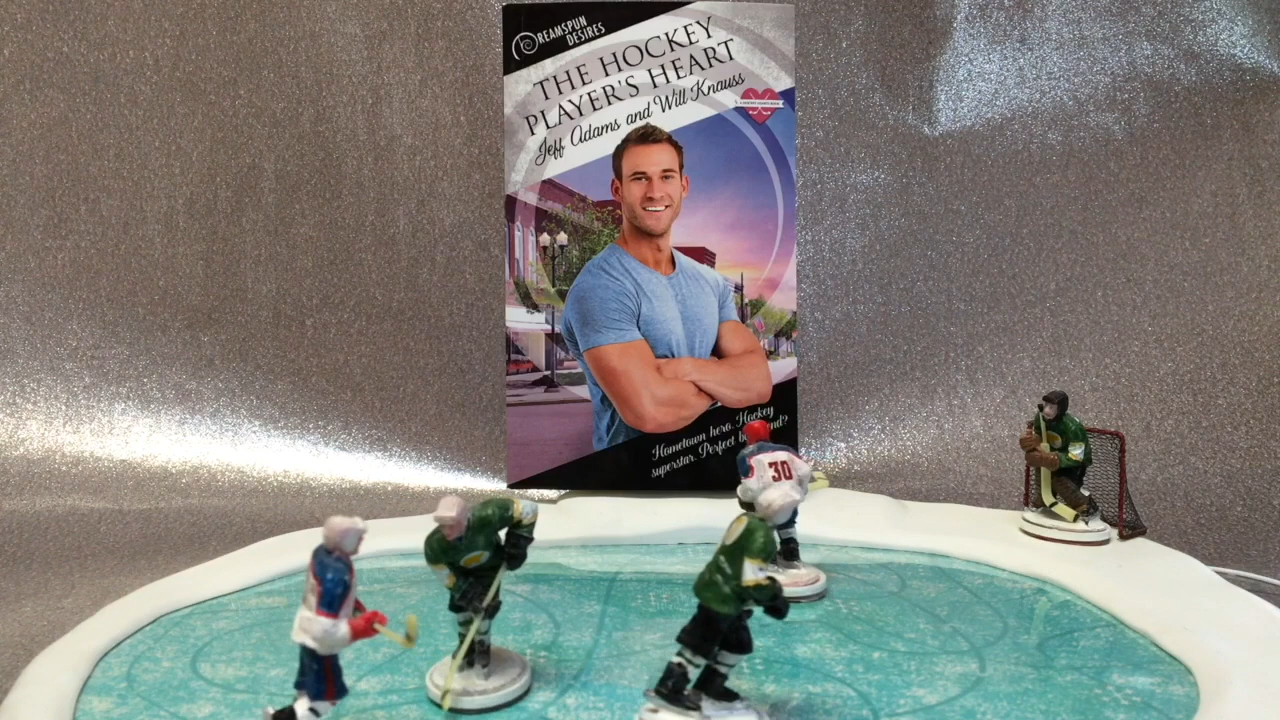 DREAMSPUN
DESIRES
THE HOCKEY
PLAYER'S HEART
Jeff Adams and Will Knauss
Hometown hero. Hockey
superstar. Perfect
30